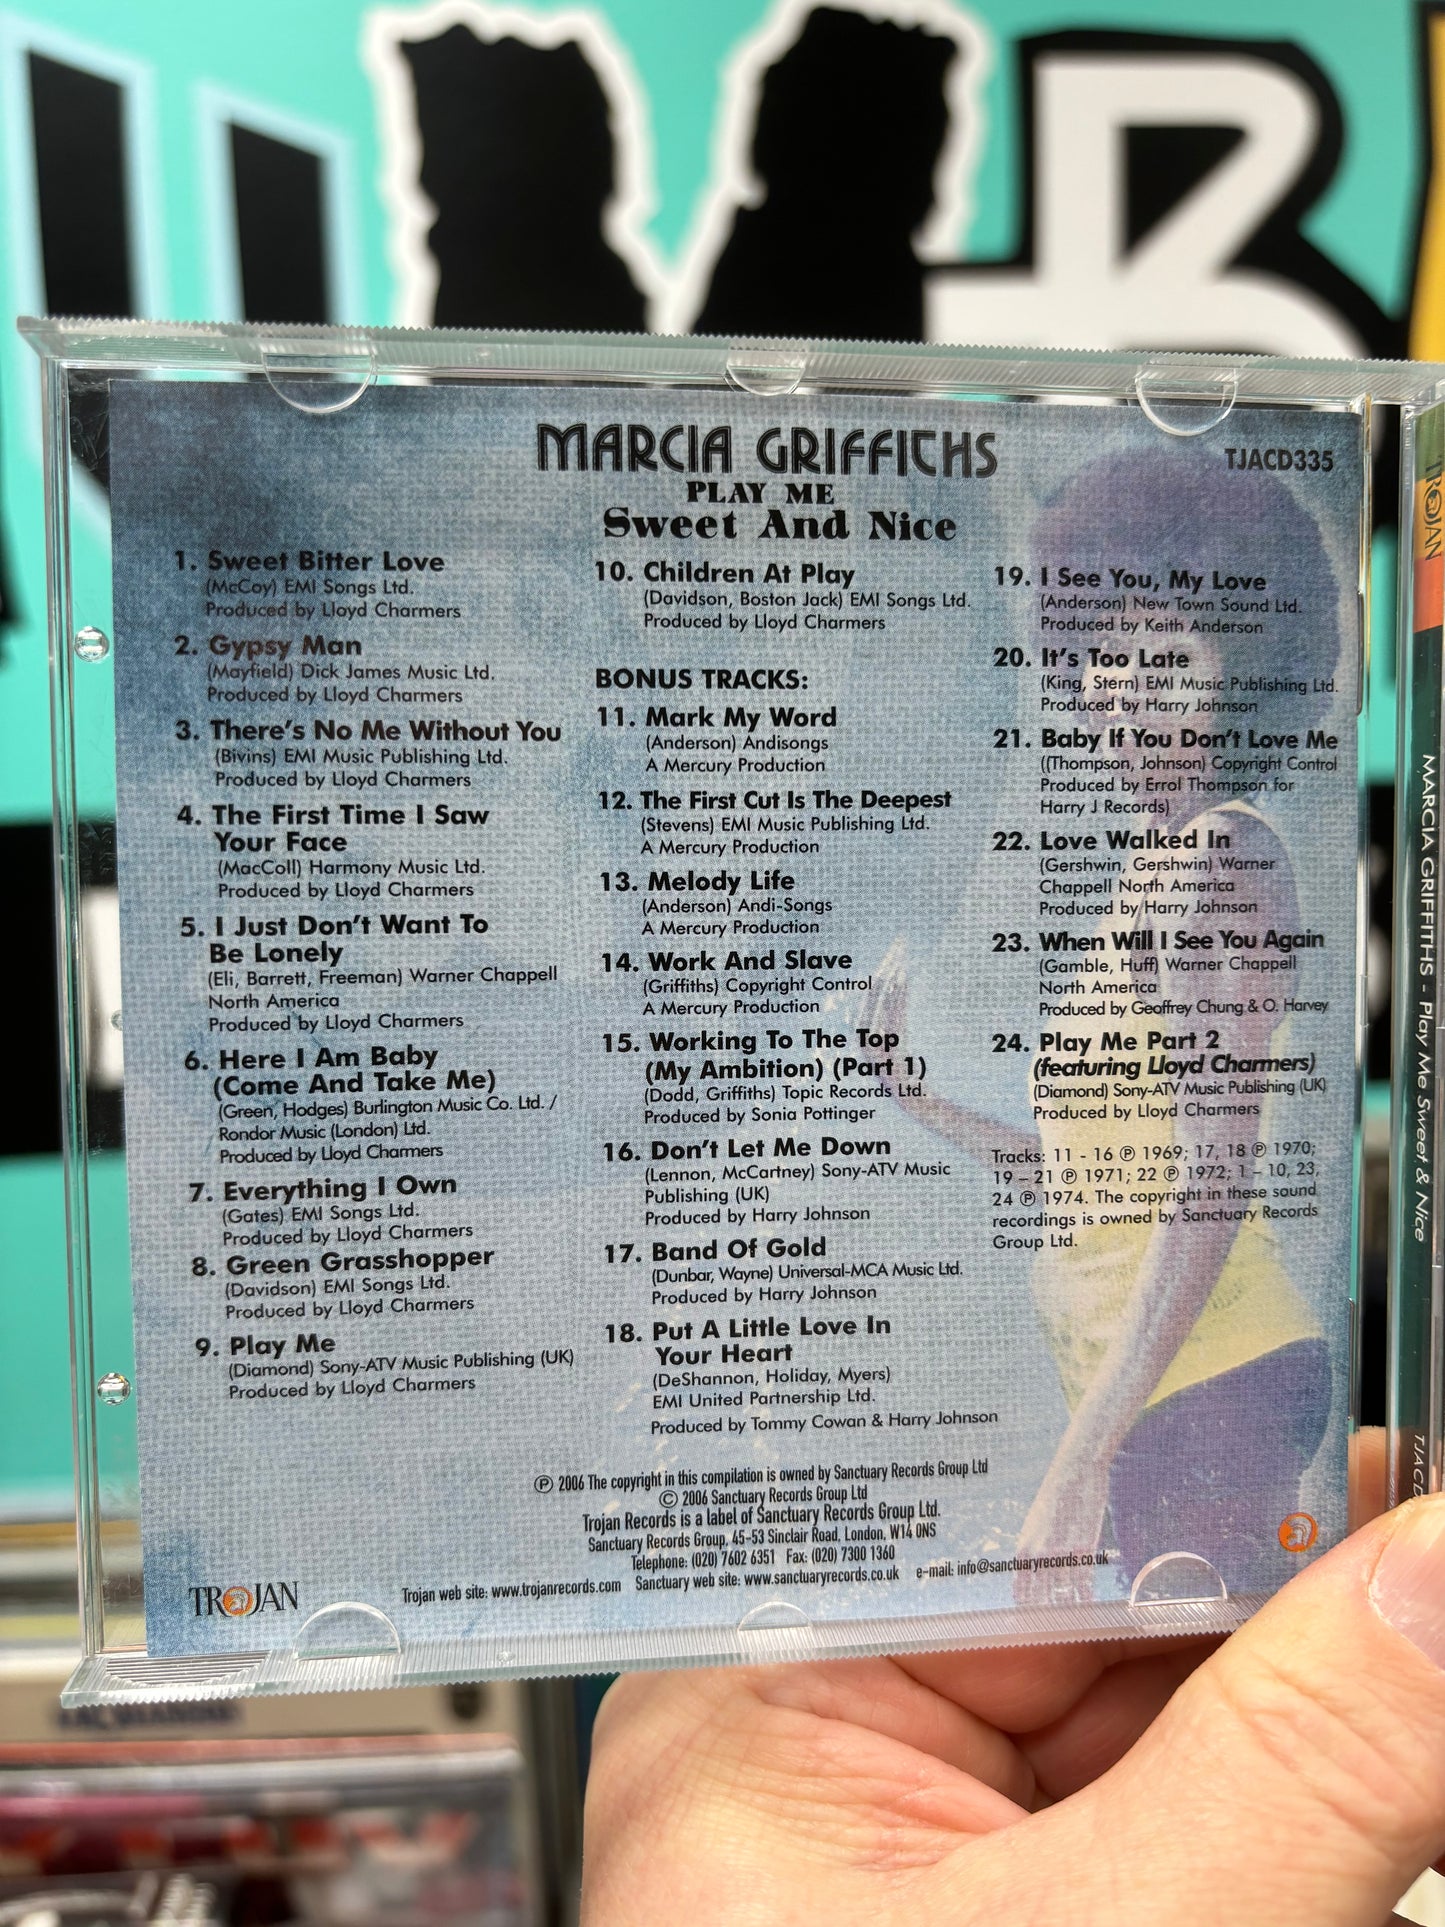 MARCIA GRIFFITHS
TJACD335
PLAY ME
Sweet And Nice
1. Sweet Bitter Love
(McCoy) EMI Songs Ltd.
Produced by Lloyd Charmers
2. Gypsy Man
(Mayfield) Dick James Music Ltd.
Produced by Lloyd Charmers
3. There's No Me Without You
(Bivins) EMI Music Publishing Ltd.
Produced by Lloyd Charmers
4. The First Time I Saw
Your Face
(MacColl) Harmony Music Ltd.
Produced by Lloyd Charmers
5. I Just Don't Want To
Be Lonely
(Eli, Barrett, Freeman) Warner Chappell
North America
Produced by Lloyd Charmers
6. Here I Am Baby
(Come And Take Me)
(Green, Hodges) Burlington Music Co. Ltd. /
Rondor Music (London) Ltd.
Produced by Lloyd Charmers
7. Everything I Own
(Gates) EMI Songs Ltd.
Produced by Lloyd Charmers
8. Green Grasshopper
(Davidson) EMI Songs Ltd.
Produced by Lloyd Charmers
9. Play Me
(Diamond) Sony-ATV Music Publishing (UK)
Produced by Lloyd Charmers
10. Children At Play
(Davidson, Boston Jack) EMI Songs Ltd.
Produced by Lloyd Charmers
BONUS TRACKS:
11. Mark My Word
(Anderson) Andisongs
A Mercury Production
12. The First Cut Is The Deepest
(Stevens) EMI Music Publishing Ltd.
A Mercury Production
13. Melody Life
(Anderson) Andi-Songs
A Mercury Production
14. Work And Slave
(Griffiths) Copyright Control
A Mercury Production
15. Working To The Top
(My Ambition) (Part 1)
(Dodd, Griffiths) Topic Records Ltd.
Produced by Sonia Pottinger
16. Don't Let Me Down
(Lennon, McCartney) Sony-ATV Music
Publishing (UK)
Produced by Harry Johnson
17. Band Of Gold
(Dunbar, Wayne) Universal-MCA Music Ltd.
Produced by Harry Johnson
18. Put A Little Love In
Your Heart
(DeShannon, Holiday, Myers)
EMI United Partnership Ltd.
Produced by Tommy Cowan & Harry Johnson
19. I See You, My Love
(Anderson) New Town Sound Ltd.
Produced by Keith Anderson
20. It's Too Late
(King, Stern) EMI Music Publishing Ltd.
Produced by Harry Johnson
21. Baby If You Don't Love Me
((Thompson, Johnson) Copyright Control
Produced by Errol Thompson for
Harry J Records)
22. Love Walked In
(Gershwin, Gershwin) Warner
Chappell North America
Produced by Harry Johnson
23. When Will I See You Again
(Gamble, Huff) Warner Chappell
North America
Produced by Geoffrey Chung & O. Harvey
24. Play Me Part 2
(featuring Lloyd Charmers)
(Diamond) Sony-ATV Music Publishing (UK)
Produced by Lloyd Charmers
Tracks: 11 - 16 ℗ 1969; 17, 18 ℗ 1970;
19 – 21 ℗ 1971; 22 ℗ 1972; 1 – 10, 23,
24 ℗ 1974. The copyright in these sound
recordings is owned by Sanctuary Records
Group Ltd.
℗ 2006 The copyright in this compilation is owned by Sanctuary Records Group Ltd
© 2006 Sanctuary Records Group Ltd
Trojan Records is a label of Sanctuary Records Group Ltd.
Sanctuary Records Group, 45-53 Sinclair Road, London, W14 0NS
Telephone: (020) 7602 6351 Fax: (020) 7300 1360
Trojan web site: www.trojanrecords.com Sanctuary web site: www.sanctuaryrecords.co.uk e-mail: info@sanctuaryrecords.co.uk
TROJAN
TROJAN
MARCIA GRIFFITHS - Play Me Sweet & Nice